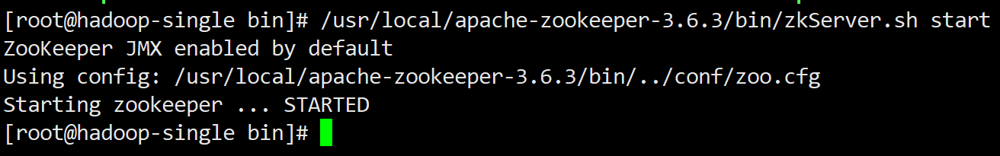 [root@hadoop-single bin]# /usr/local/apache-zookeeper-3.6.3/bin/zkServer.sh start
ZooKeeper JMX enabled by default
Using config: /usr/local/apache-zookeeper-3.6.3/bin/../conf/zoo.cfg
Starting zookeeper ... STARTED
[root@hadoop-single bin]#